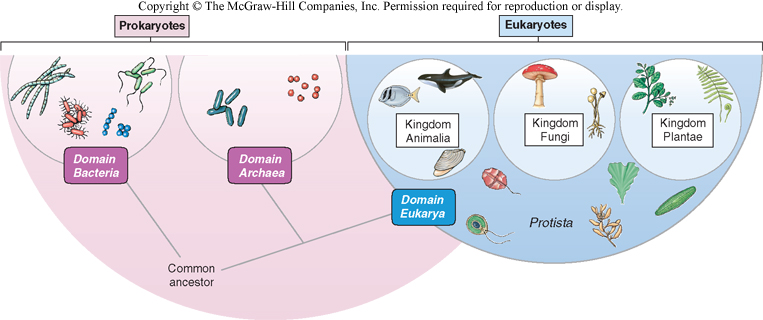 Copyright © The McGraw-Hill Companies, Inc. Permission required for reproduction or display.
Prokaryotes
Eukaryotes
Kingdom
Animalia
Kingdom
Fungi
Kingdom
Plantae
Domain
Bacteria
Domain
Archaea
Domain
Eukarya
Protista
Common
ancestor